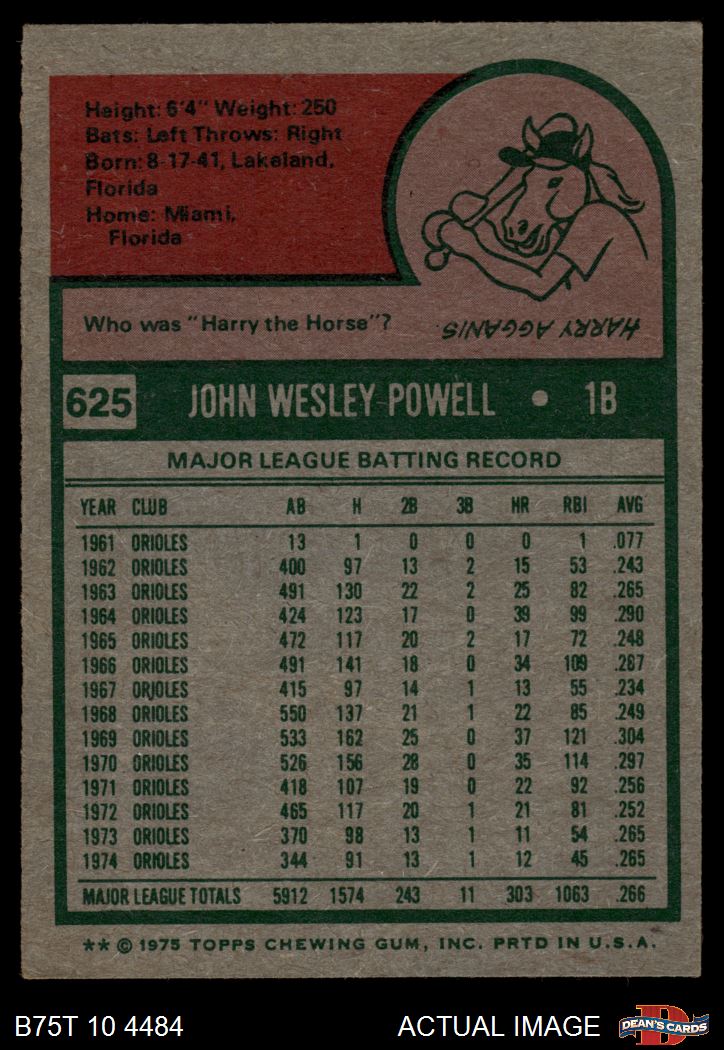 Height: 6'4" Weight: 250
Bats: Left Throws: Right
Born: 8-17-41, Lakeland,
Florida
Home: Miami,
Florida
Who was "Harry the Horse"?
HARRY AGGANIS
625 JOHN WESLEY POWELL • 1B
MAJOR LEAGUE BATTING RECORD
YEAR CLUB AB H 2B 3B HR RBI AVG
1961 ORIOLES 13 1 0 0 0 1 .077
1962 ORIOLES 400 97 13 2 15 53 .243
1963 ORIOLES 491 130 22 2 25 82 .265
1964 ORIOLES 424 123 17 0 39 99 .290
1965 ORIOLES 472 117 20 2 17 72 .248
1966 ORIOLES 491 141 18 0 34 109 .287
1967 ORIOLES 415 97 14 1 13 55 .234
1968 ORIOLES 550 137 21 1 22 85 .249
1969 ORIOLES 533 162 25 0 37 121 .304
1970 ORIOLES 526 156 28 0 35 114 .297
1971 ORIOLES 418 107 19 0 22 92 .256
1972 ORIOLES 465 117 20 1 21 81 .252
1973 ORIOLES 370 98 13 1 11 54 .265
1974 ORIOLES 344 91 13 1 12 45 .265
MAJOR LEAGUE TOTALS 5912 1574 243 11 303 1063 .266
** © 1975 TOPPS CHEWING GUM, INC. PRTD IN U.S.A.
B75T 10 4484 ACTUAL IMAGE D DEAN'S CARDS